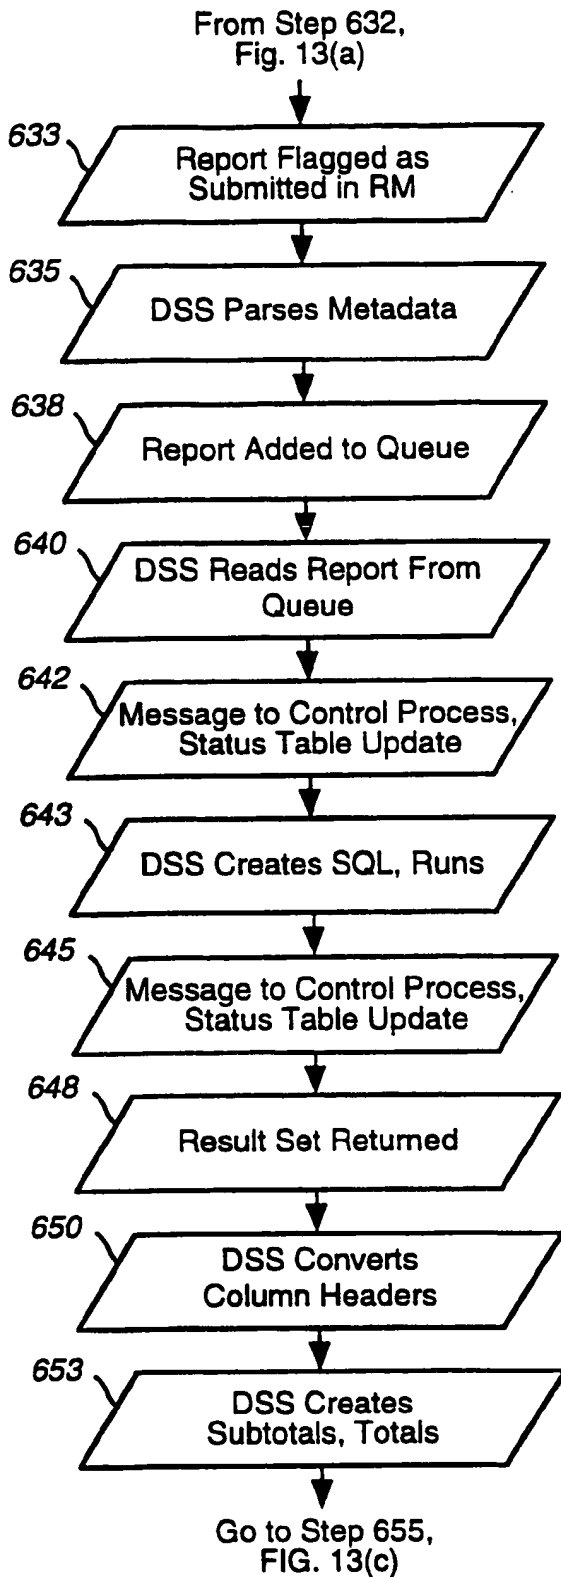 From Step 632,
Fig. 13(a)
633
Report Flagged as
Submitted in RM
635
DSS Parses Metadata
638
Report Added to Queue
640
DSS Reads Report From
Queue
642
Message to Control Process,
Status Table Update
643
DSS Creates SQL, Runs
645
Message to Control Process,
Status Table Update
648
Result Set Returned
650
DSS Converts
Column Headers
653
DSS Creates
Subtotals, Totals
Go to Step 655,
FIG. 13(c)